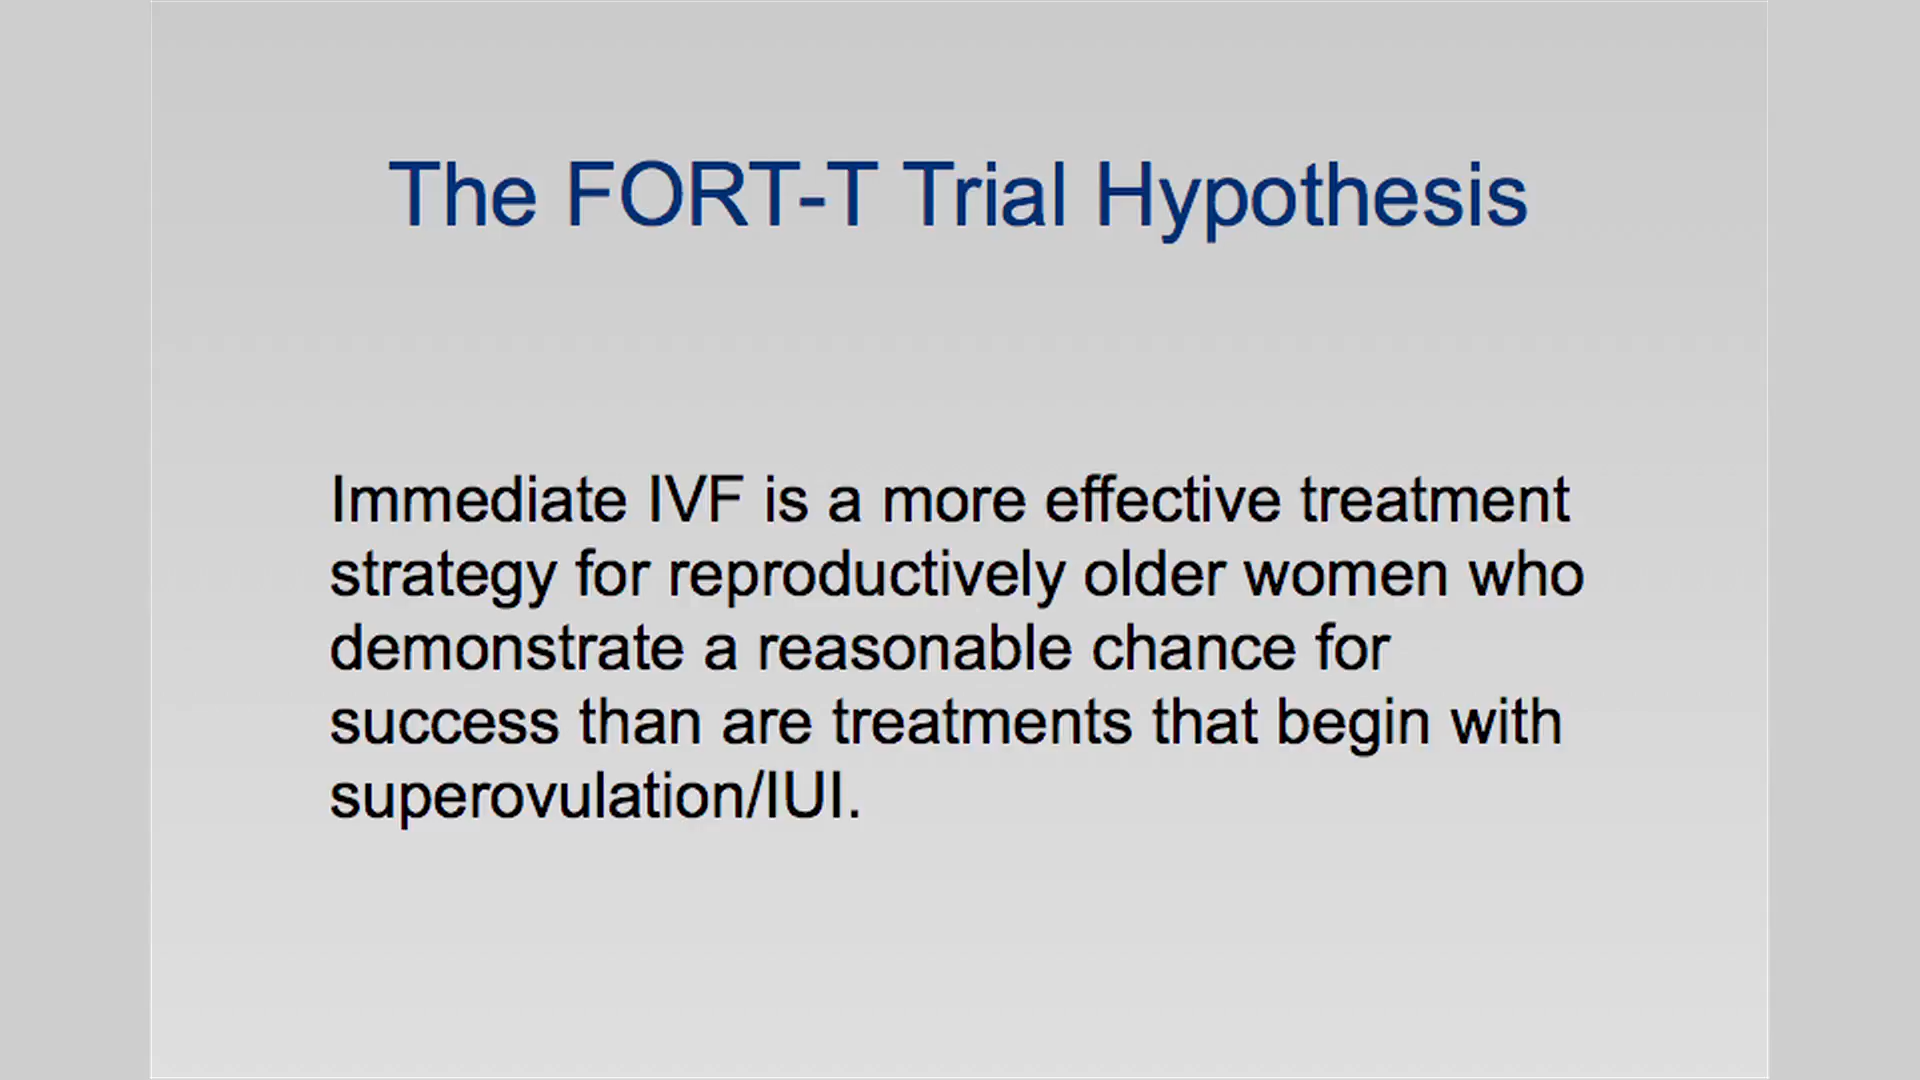 The FORT-T Trial Hypothesis
Immediate IVF is a more effective treatment
strategy for reproductively older women who
demonstrate a reasonable chance for
success than are treatments that begin with
superovulation/IUI.